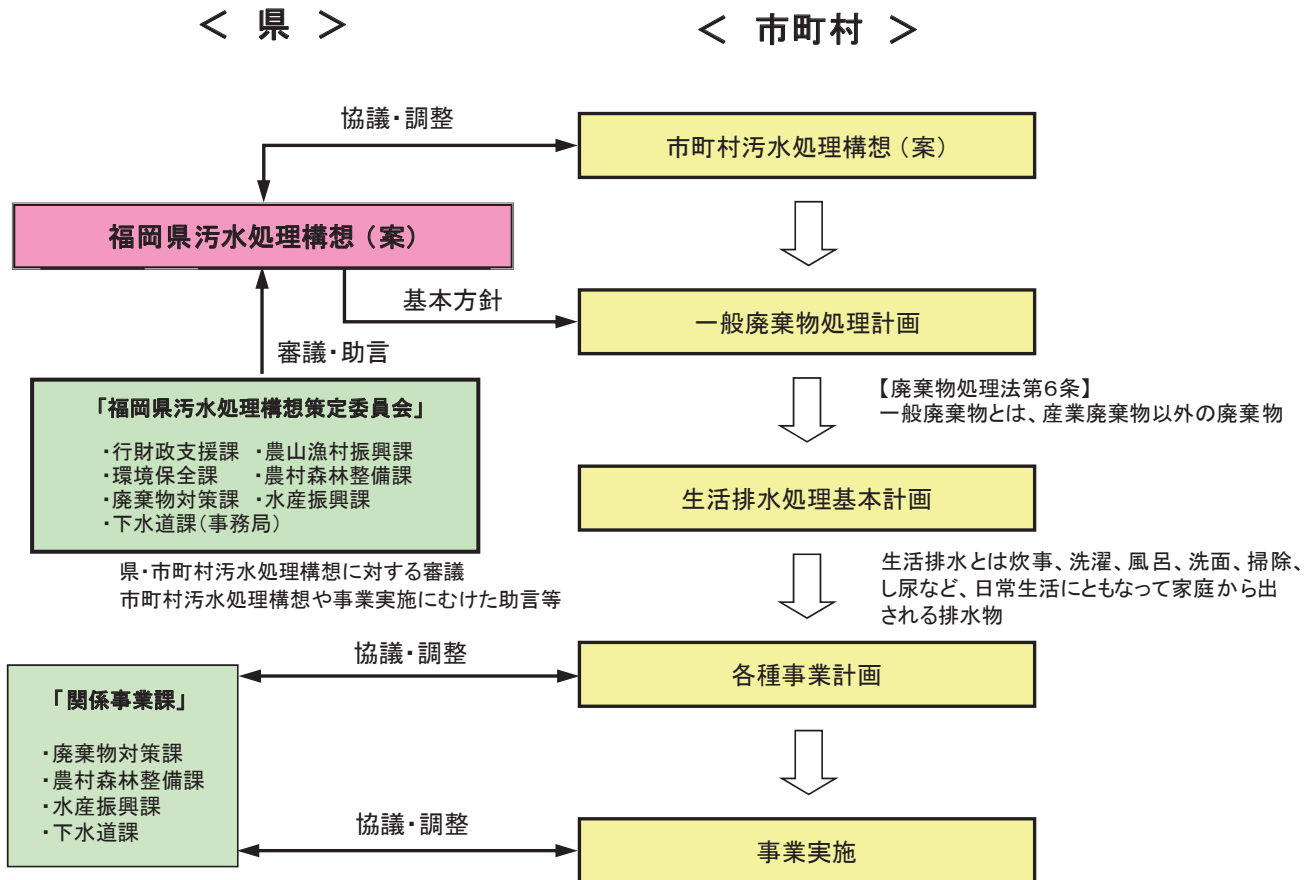 ＜ 県 ＞
＜ 市町村 ＞
協議・調整
市町村汚水処理構想（案）
福岡県汚水処理構想（案）
基本方針
一般廃棄物処理計画
審議・助言
【廃棄物処理法第６条】
一般廃棄物とは、産業廃棄物以外の廃棄物
「福岡県汚水処理構想策定委員会」
・行財政支援課 ・農山漁村振興課
・環境保全課 ・農村森林整備課
・廃棄物対策課 ・水産振興課
・下水道課（事務局）
生活排水処理基本計画
県・市町村汚水処理構想に対する審議
市町村汚水処理構想や事業実施にむけた助言等
生活排水とは炊事、洗濯、風呂、洗面、掃除、
し尿など、日常生活にともなって家庭から出
される排水物
協議・調整
各種事業計画
「関係事業課」
・廃棄物対策課
・農村森林整備課
・水産振興課
・下水道課
協議・調整
事業実施